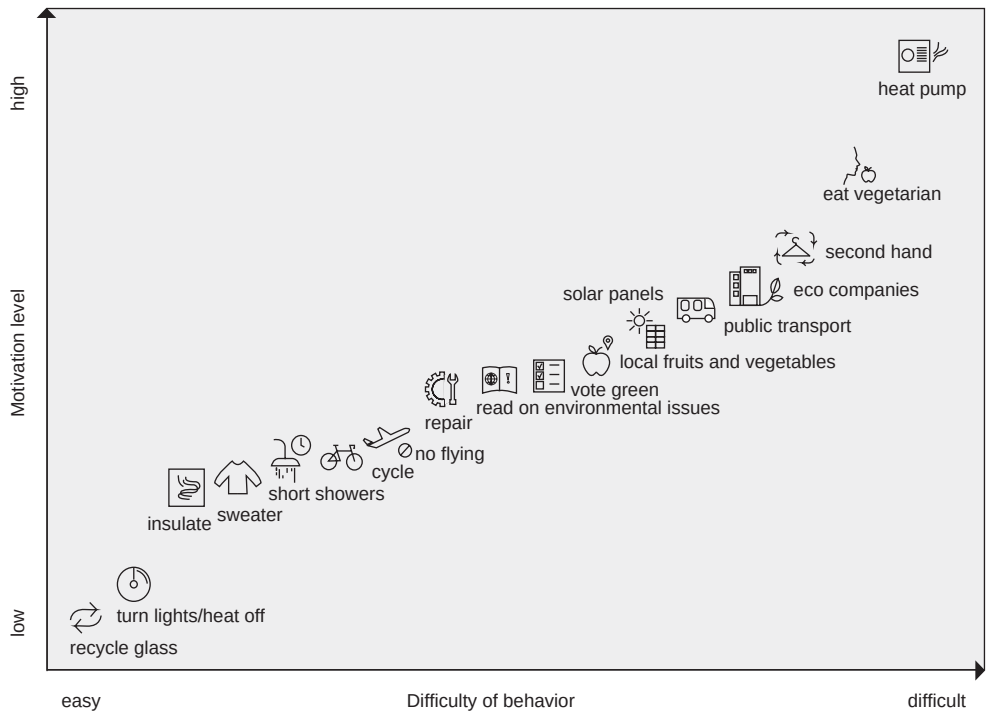 high
heat pump
eat vegetarian
second hand
eco companies
solar panels
public transport
local fruits and vegetables
vote green
read on environmental issues
repair
no flying
cycle
short showers
sweater
insulate
turn lights/heat off
recycle glass
Motivation level
low
easy
Difficulty of behavior
difficult